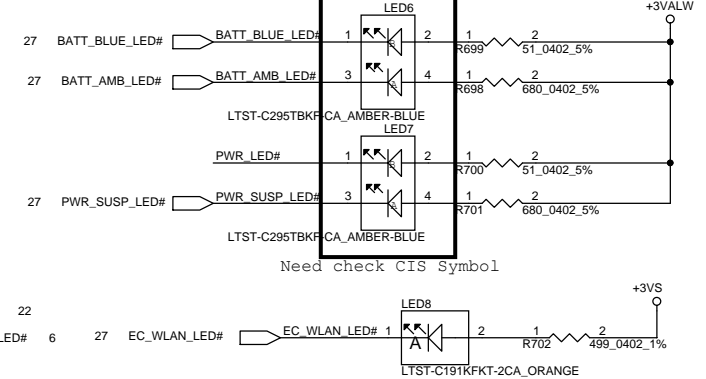 LED6
+3VALW
27 BATT_BLUE_LED# BATT_BLUE_LED# 1 B 2 1 R699 2 51_0402_5%
27 BATT_AMB_LED# BATT_AMB_LED# 3 A 4 1 R698 2 680_0402_5%
LTST-C295TBKF-CA_AMBER-BLUE
LED7
PWR_LED# 1 B 2 1 R700 2 51_0402_5%
27 PWR_SUSP_LED# PWR_SUSP_LED# 3 A 4 1 R701 2 680_0402_5%
LTST-C295TBKF-CA_AMBER-BLUE
Need check CIS Symbol
+3VS
22
LED8
LED# 6 27 EC_WLAN_LED# EC_WLAN_LED# 1 A 2 1 R702 2 499_0402_1%
LTST-C191KFKT-2CA_ORANGE